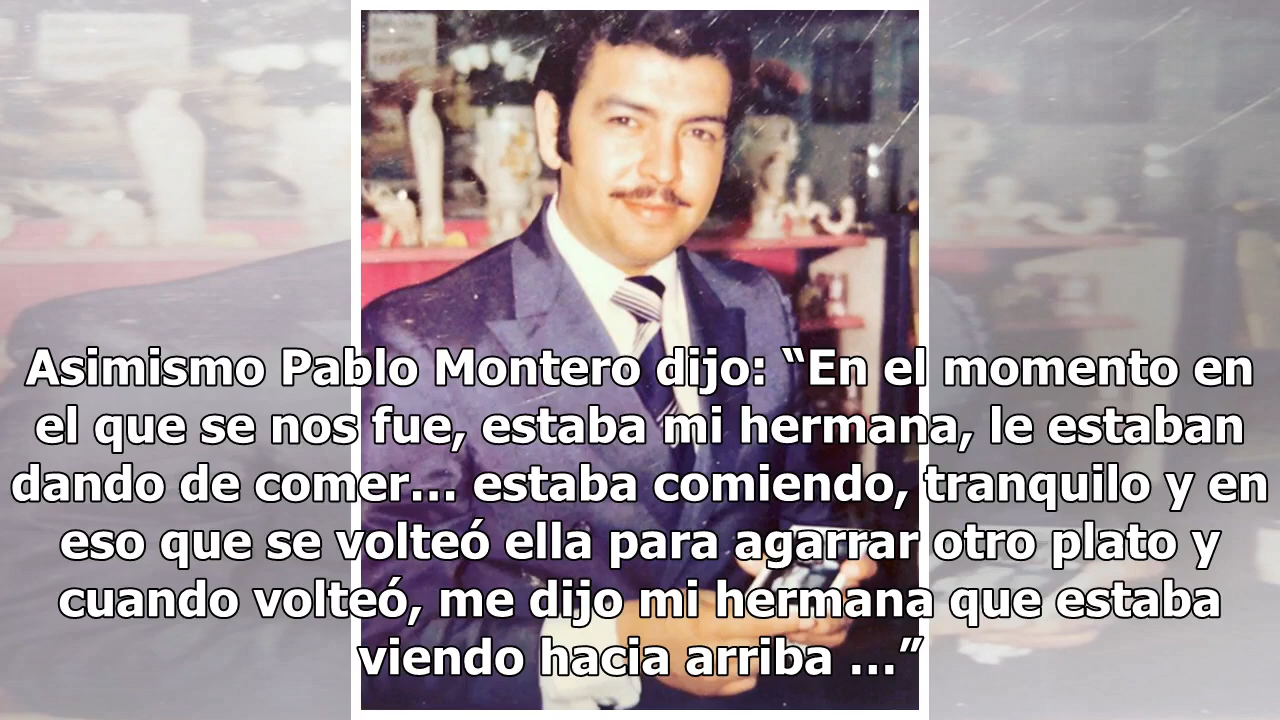 Asimismo Pablo Montero dijo: “En el momento en
el que se nos fue, estaba mi hermana, le estaban
dando de comer... estaba comiendo, tranquilo y en
eso que se volteó ella para agarrar otro plato y
cuando volteó, me dijo mi hermana que estaba
viendo hacia arriba ...”